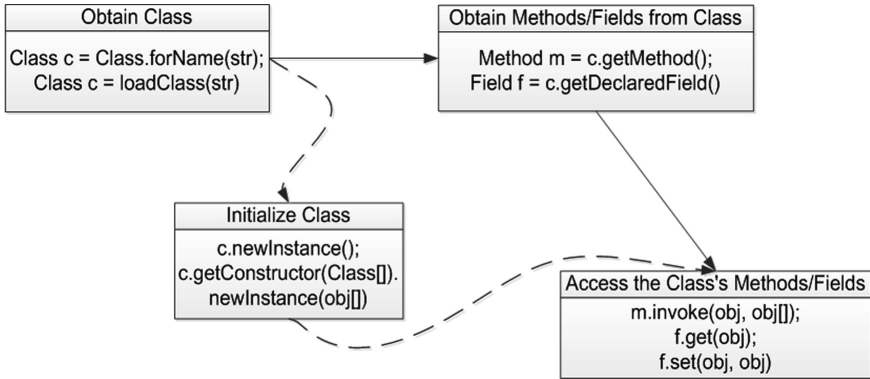 Obtain Class
Class c = Class.forName(str);
Class c = loadClass(str)
Obtain Methods/Fields from Class
Method m = c.getMethod();
Field f = c.getDeclaredField()
Initialize Class
c.newInstance();
c.getConstructor(Class[]).
newInstance(obj[])
Access the Class's Methods/Fields
m.invoke(obj, obj[]);
f.get(obj);
f.set(obj, obj)